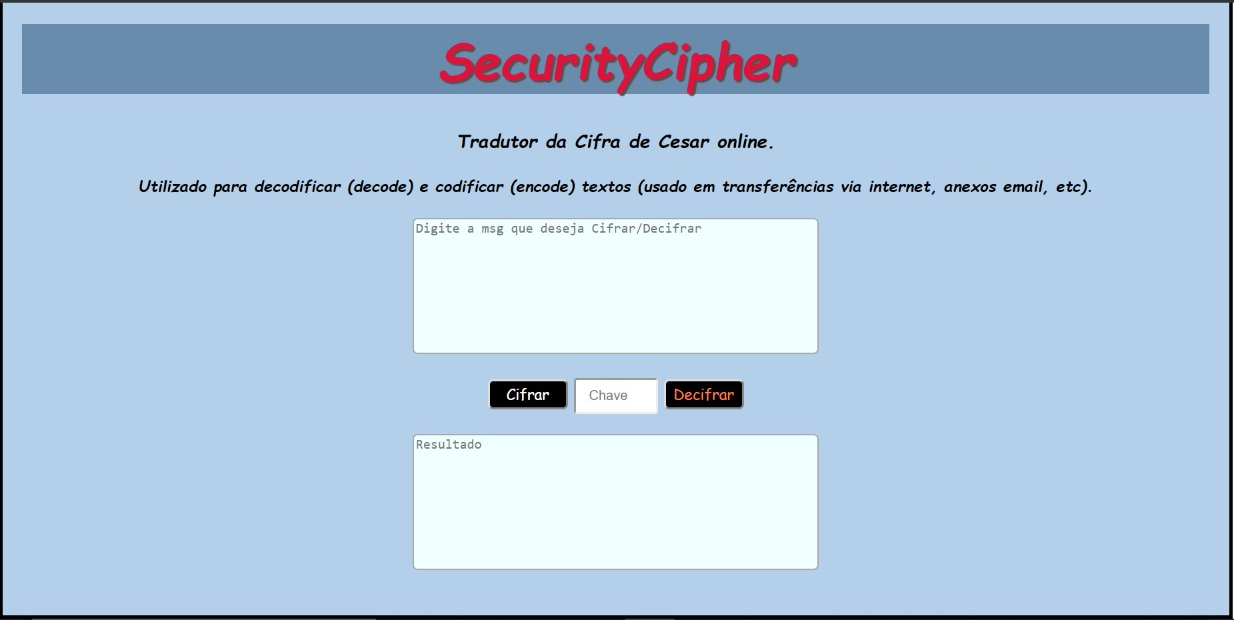 SecurityCipher
Tradutor da Cifra de Cesar online.
Utilizado para decodificar (decode) e codificar (encode) textos (usado em transferências via internet, anexos email, etc).
Digite a msg que deseja Cifrar/Decifrar
Cifrar Chave Decifrar
Resultado